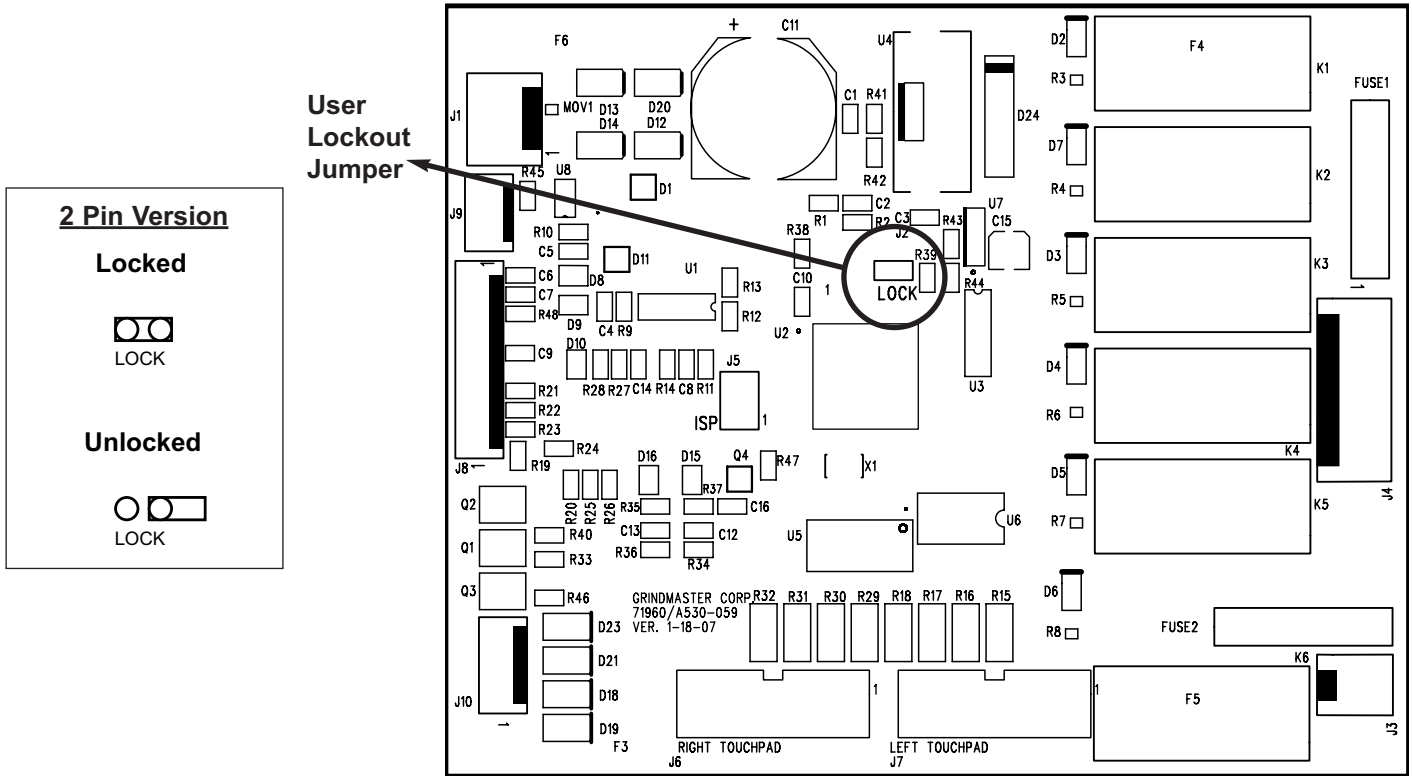 User
Lockout
Jumper
2 Pin Version
Locked
LOCK
Unlocked
LOCK
F6
+
C11
U4
D2
F4
R3
K1
FUSE1
J1
MOV1
D13
D20
D14
D12
1
C1
R41
R42
D24
D7
R4
K2
R45
U8
D1
J9
R10
C5
D11
R1
C2
R2
C3
J2
R43
U7
C15
R38
R39
R44
LOCK
D3
R5
K3
1
1
C6
C7
R48
D8
D9
C4
R9
U1
R13
R12
C10
1
U2
U3
C9
D10
R28
R27
C14
R14
C8
R11
J5
ISP
1
D4
R6
K4
J4
R21
R22
R23
R19
R24
J8
1
D16
D15
Q4
R47
X1
D5
R7
K5
Q2
R20
R25
R26
R35
R37
C16
C13
C12
R36
R34
U5
U6
Q1
R40
R33
Q3
R46
GRINDMASTER CORP.
71960/A530-059
VER. 1-18-07
R32
R31
R30
R29
R18
R17
R16
R15
D6
R8
FUSE2
K6
D23
D21
D18
D19
J10
1
F3
1
RIGHT TOUCHPAD
J6
1
LEFT TOUCHPAD
J7
F5
J3
1